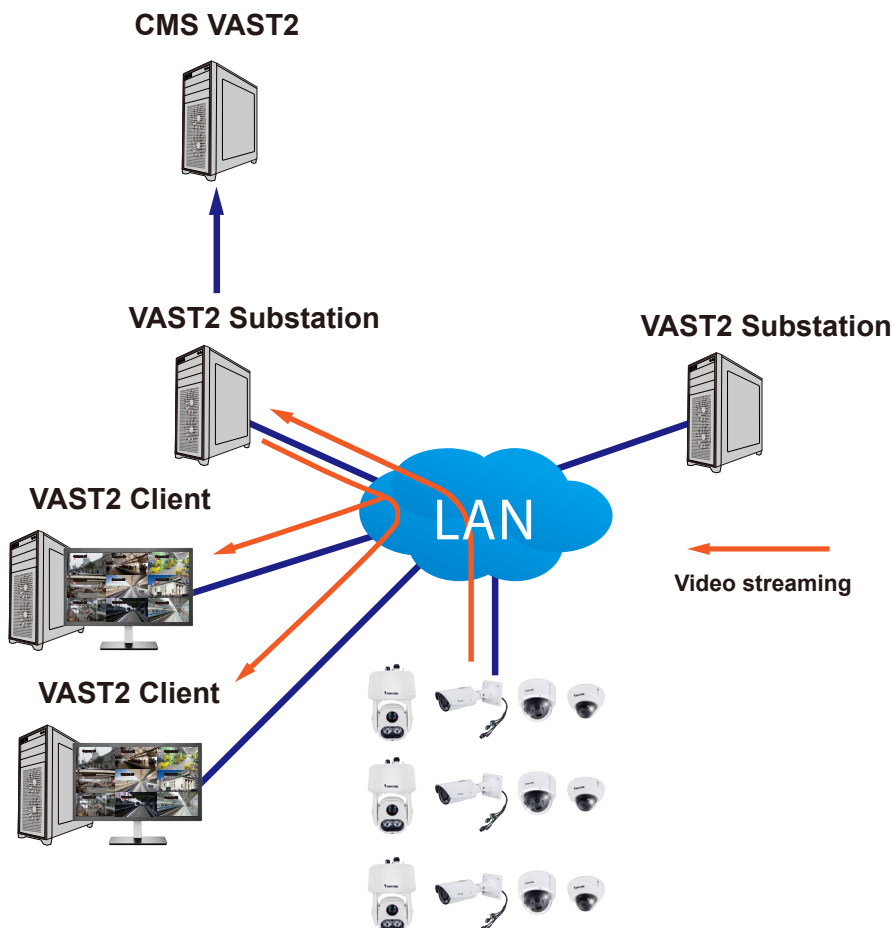 CMS VAST2
VAST2 Substation
VAST2 Substation
VAST2 Client
LAN
Video streaming
VAST2 Client